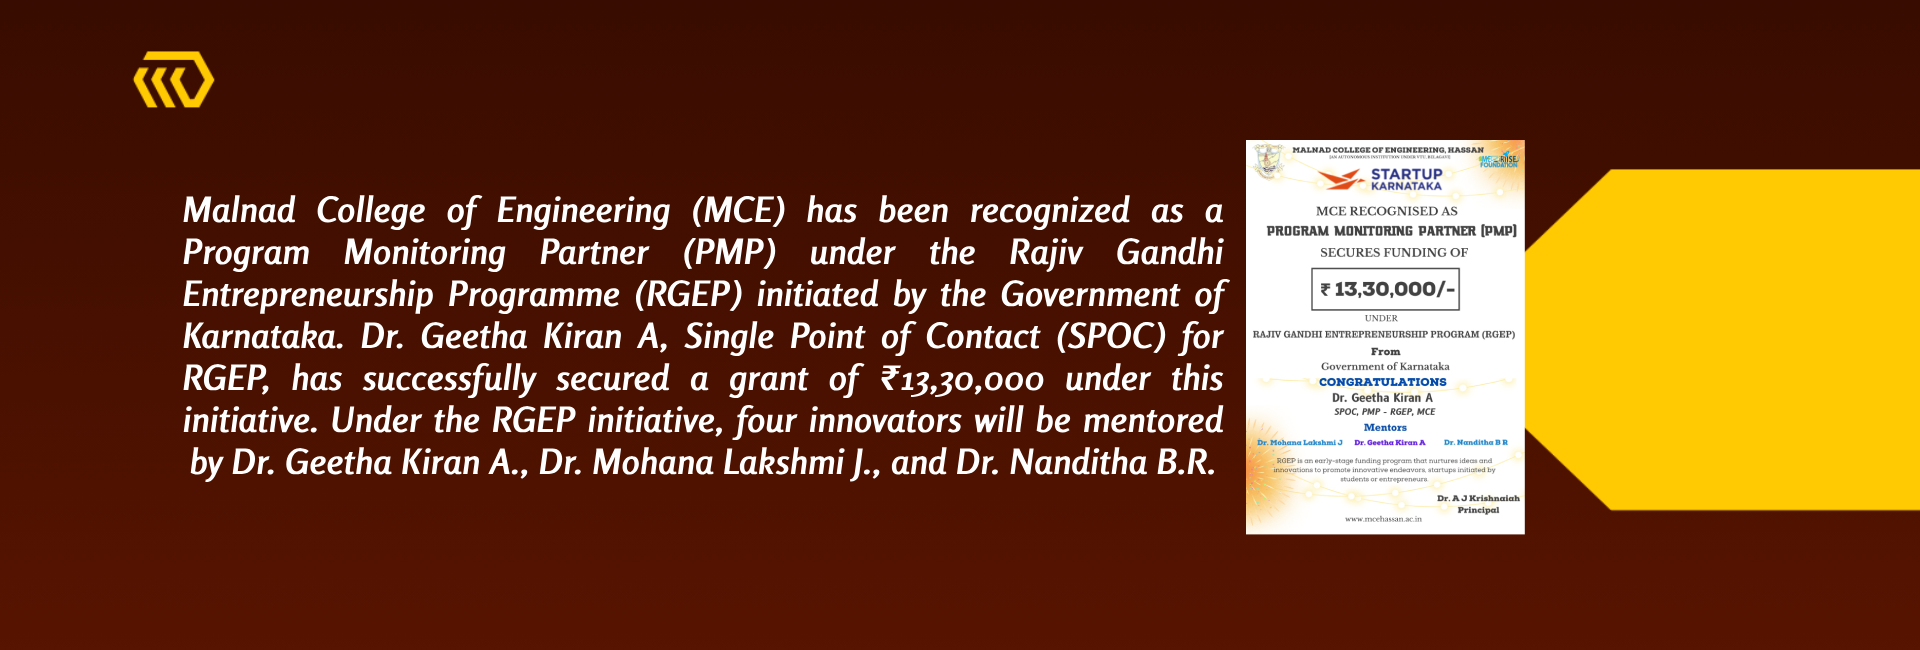 Malnad College of Engineering (MCE) has been recognized as a
Program Monitoring Partner (PMP) under the Rajiv Gandhi
Entrepreneurship Programme (RGEP) initiated by the Government of
Karnataka. Dr. Geetha Kiran A, Single Point of Contact (SPOC) for
RGEP, has successfully secured a grant of ₹13,30,000 under this
initiative. Under the RGEP initiative, four innovators will be mentored
by Dr. Geetha Kiran A., Dr. Mohana Lakshmi J., and Dr. Nanditha B.R.
MALNAD COLLEGE OF ENGINEERING, HASSAN
(AN AUTONOMOUS INSTITUTION UNDER VTU, BELAGAVI)
FOUNDATION
STARTUP
KARNATAKA
MCE RECOGNISED AS
PROGRAM MONITORING PARTNER (PMP)
SECURES FUNDING OF
₹ 13,30,000/-
UNDER
RAJIV GANDHI ENTREPRENEURSHIP PROGRAM (RGEP)
From
Government of Karnataka
CONGRATULATIONS
Dr. Geetha Kiran A
SPOC, PMP - RGEP, MCE
Mentors
Dr. Mohana Lakshmi J Dr. Geetha Kiran A Dr. Nanditha B R
RGEP is an early-stage funding program that nurtures ideas and
innovations to promote innovative endeavors, startups initiated by
students or entrepreneurs.
Dr. A J Krishnaiah
Principal
www.mcehassan.ac.in